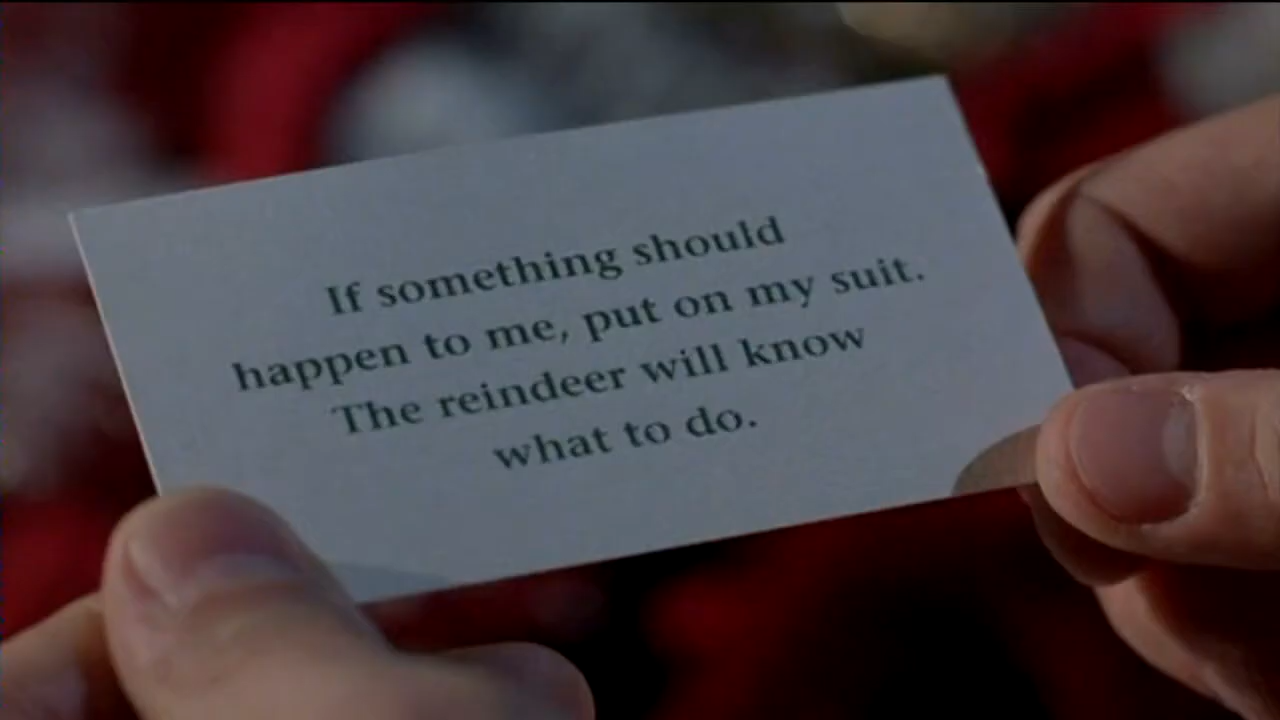 If something should
happen to me, put on my suit.
The reindeer will know
what to do.